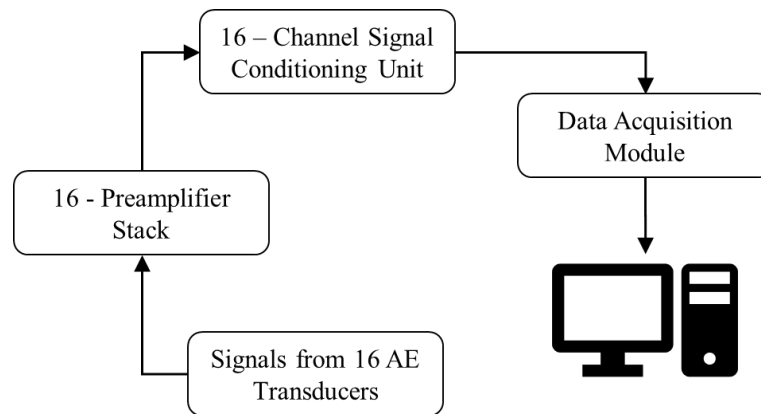 16 – Channel Signal
Conditioning Unit
Data Acquisition
Module
16 - Preamplifier
Stack
Signals from 16 AE
Transducers